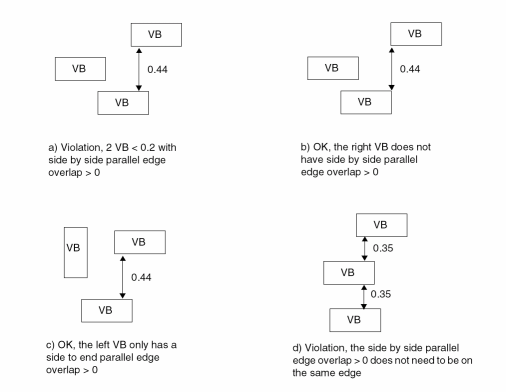 VB
VB
0.44
VB
a) Violation, 2 VB < 0.2 with
side by side parallel edge
overlap > 0
VB
VB
0.44
VB
b) OK, the right VB does not
have side by side parallel
edge overlap > 0
VB
VB
0.44
VB
c) OK, the left VB only has a
side to end parallel edge
overlap > 0
VB
0.35
VB
0.35
VB
d) Violation, the side by side parallel
edge overlap > 0 does not need to be on
the same edge